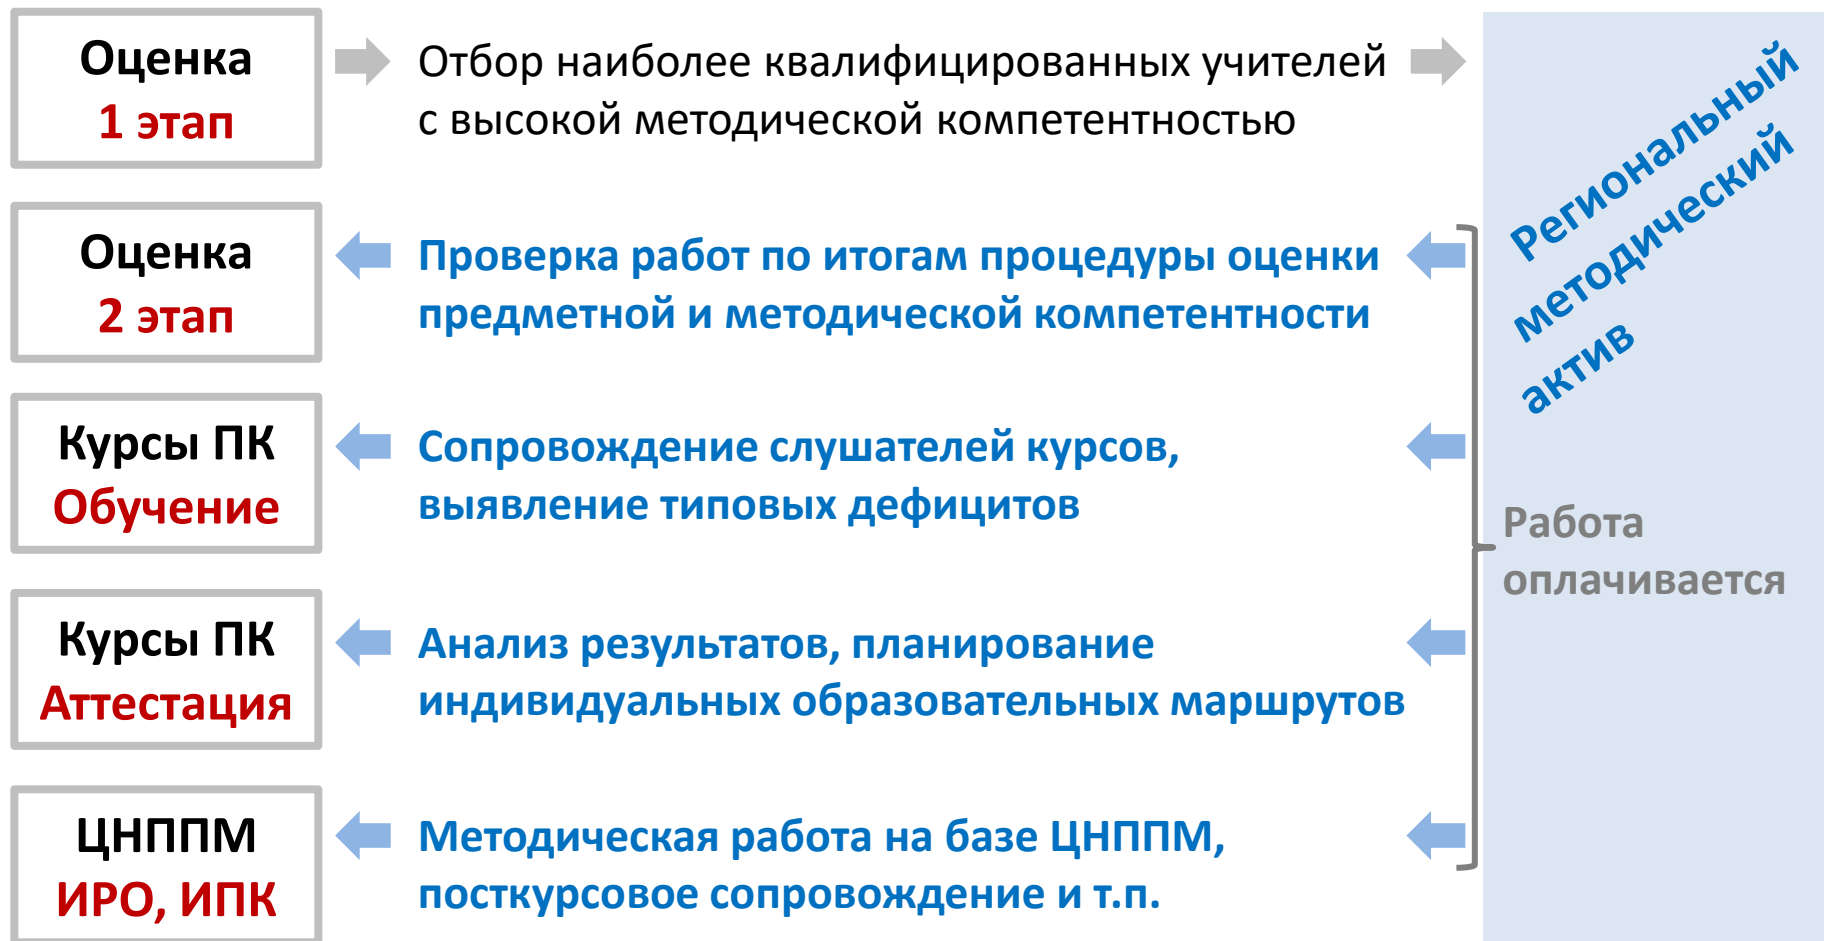 Оценка
1 этап
Отбор наиболее квалифицированных учителей
с высокой методической компетентностью
Оценка
2 этап
Проверка работ по итогам процедуры оценки
предметной и методической компетентности
Курсы ПК
Обучение
Сопровождение слушателей курсов,
выявление типовых дефицитов
Курсы ПК
Аттестация
Анализ результатов, планирование
индивидуальных образовательных маршрутов
ЦНППМ
ИРО, ИПК
Методическая работа на базе ЦНППМ,
посткурсовое сопровождение и т.п.
Региональный
методический
актив
Работа
оплачивается